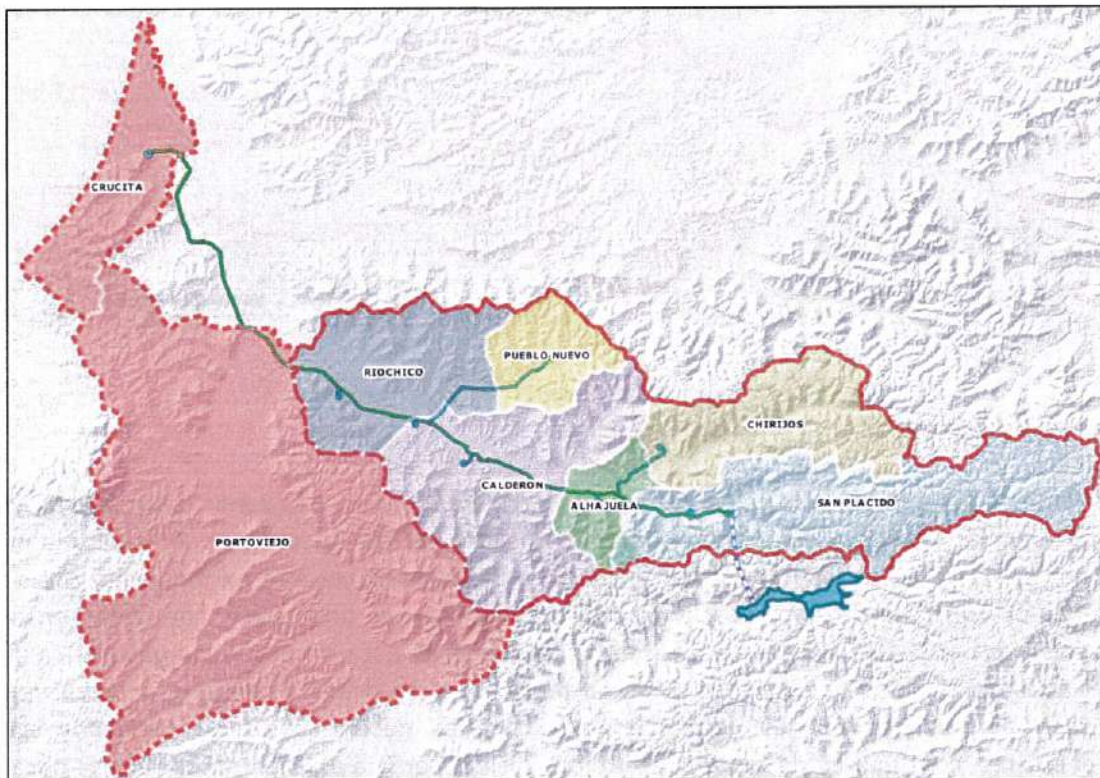 CRUCITA
PUEBLO NUEVO
RIOCHICO
CHIRIJOS
CALDERON
SAN PLACIDO
ALHAJUELA
PORTOVIEJO